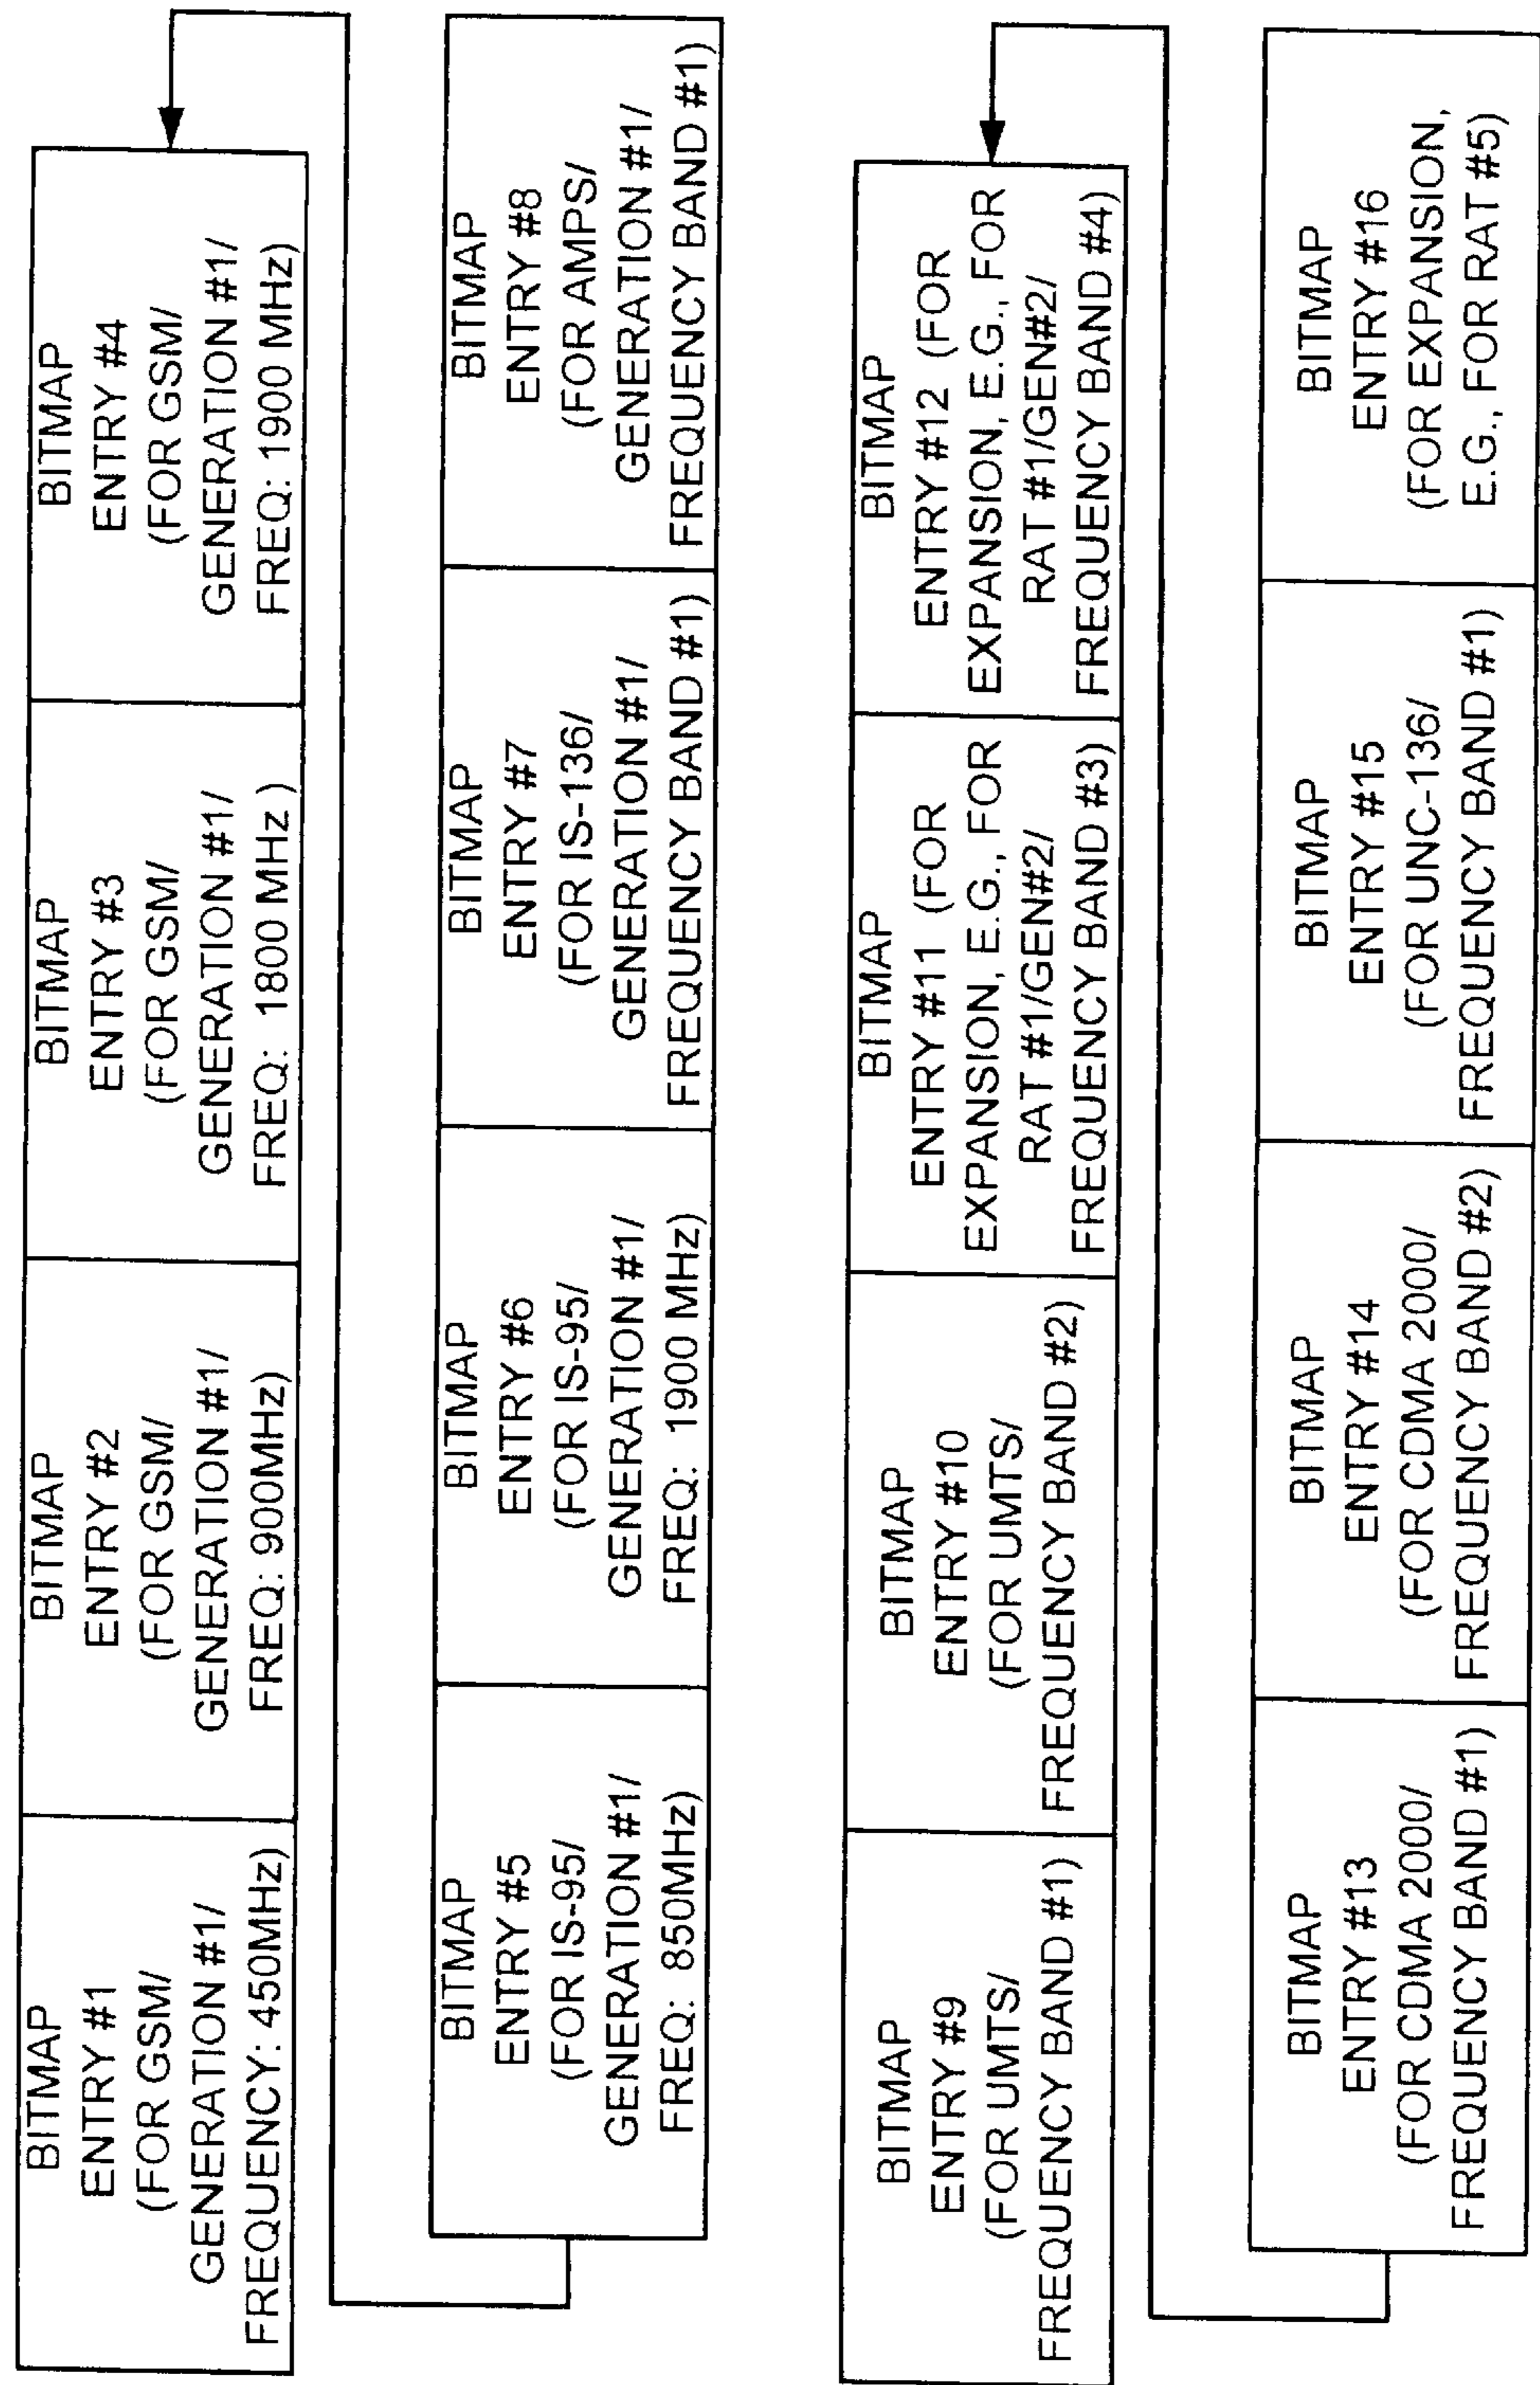 BITMAP
ENTRY #1
(FOR GSM/
GENERATION #1/
FREQUENCY: 450MHz)
BITMAP
ENTRY #2
(FOR GSM/
GENERATION #1/
FREQ: 900MHz)
BITMAP
ENTRY #3
(FOR GSM/
GENERATION #1/
FREQ: 1800 MHz )
BITMAP
ENTRY #4
(FOR GSM/
GENERATION #1/
FREQ: 1900 MHz)
BITMAP
ENTRY #5
(FOR IS-95/
GENERATION #1/
FREQ: 850MHz)
BITMAP
ENTRY #6
(FOR IS-95/
GENERATION #1/
FREQ: 1900 MHz)
BITMAP
ENTRY #7
(FOR IS-136/
GENERATION #1/
FREQUENCY BAND #1)
BITMAP
ENTRY #8
(FOR AMPS/
GENERATION #1/
FREQUENCY BAND #1)
BITMAP
ENTRY #9
(FOR UMTS/
FREQUENCY BAND #1)
BITMAP
ENTRY #10
(FOR UMTS/
FREQUENCY BAND #2)
BITMAP
ENTRY #11 (FOR
EXPANSION, E.G., FOR
RAT #1/GEN#2/
FREQUENCY BAND #3)
BITMAP
ENTRY #12 (FOR
EXPANSION, E.G., FOR
RAT #1/GEN#2/
FREQUENCY BAND #4)
BITMAP
ENTRY #13
(FOR CDMA 2000/
FREQUENCY BAND #1)
BITMAP
ENTRY #14
(FOR CDMA 2000/
FREQUENCY BAND #2)
BITMAP
ENTRY #15
(FOR UNC-136/
FREQUENCY BAND #1)
BITMAP
ENTRY #16
(FOR EXPANSION,
E.G., FOR RAT #5)